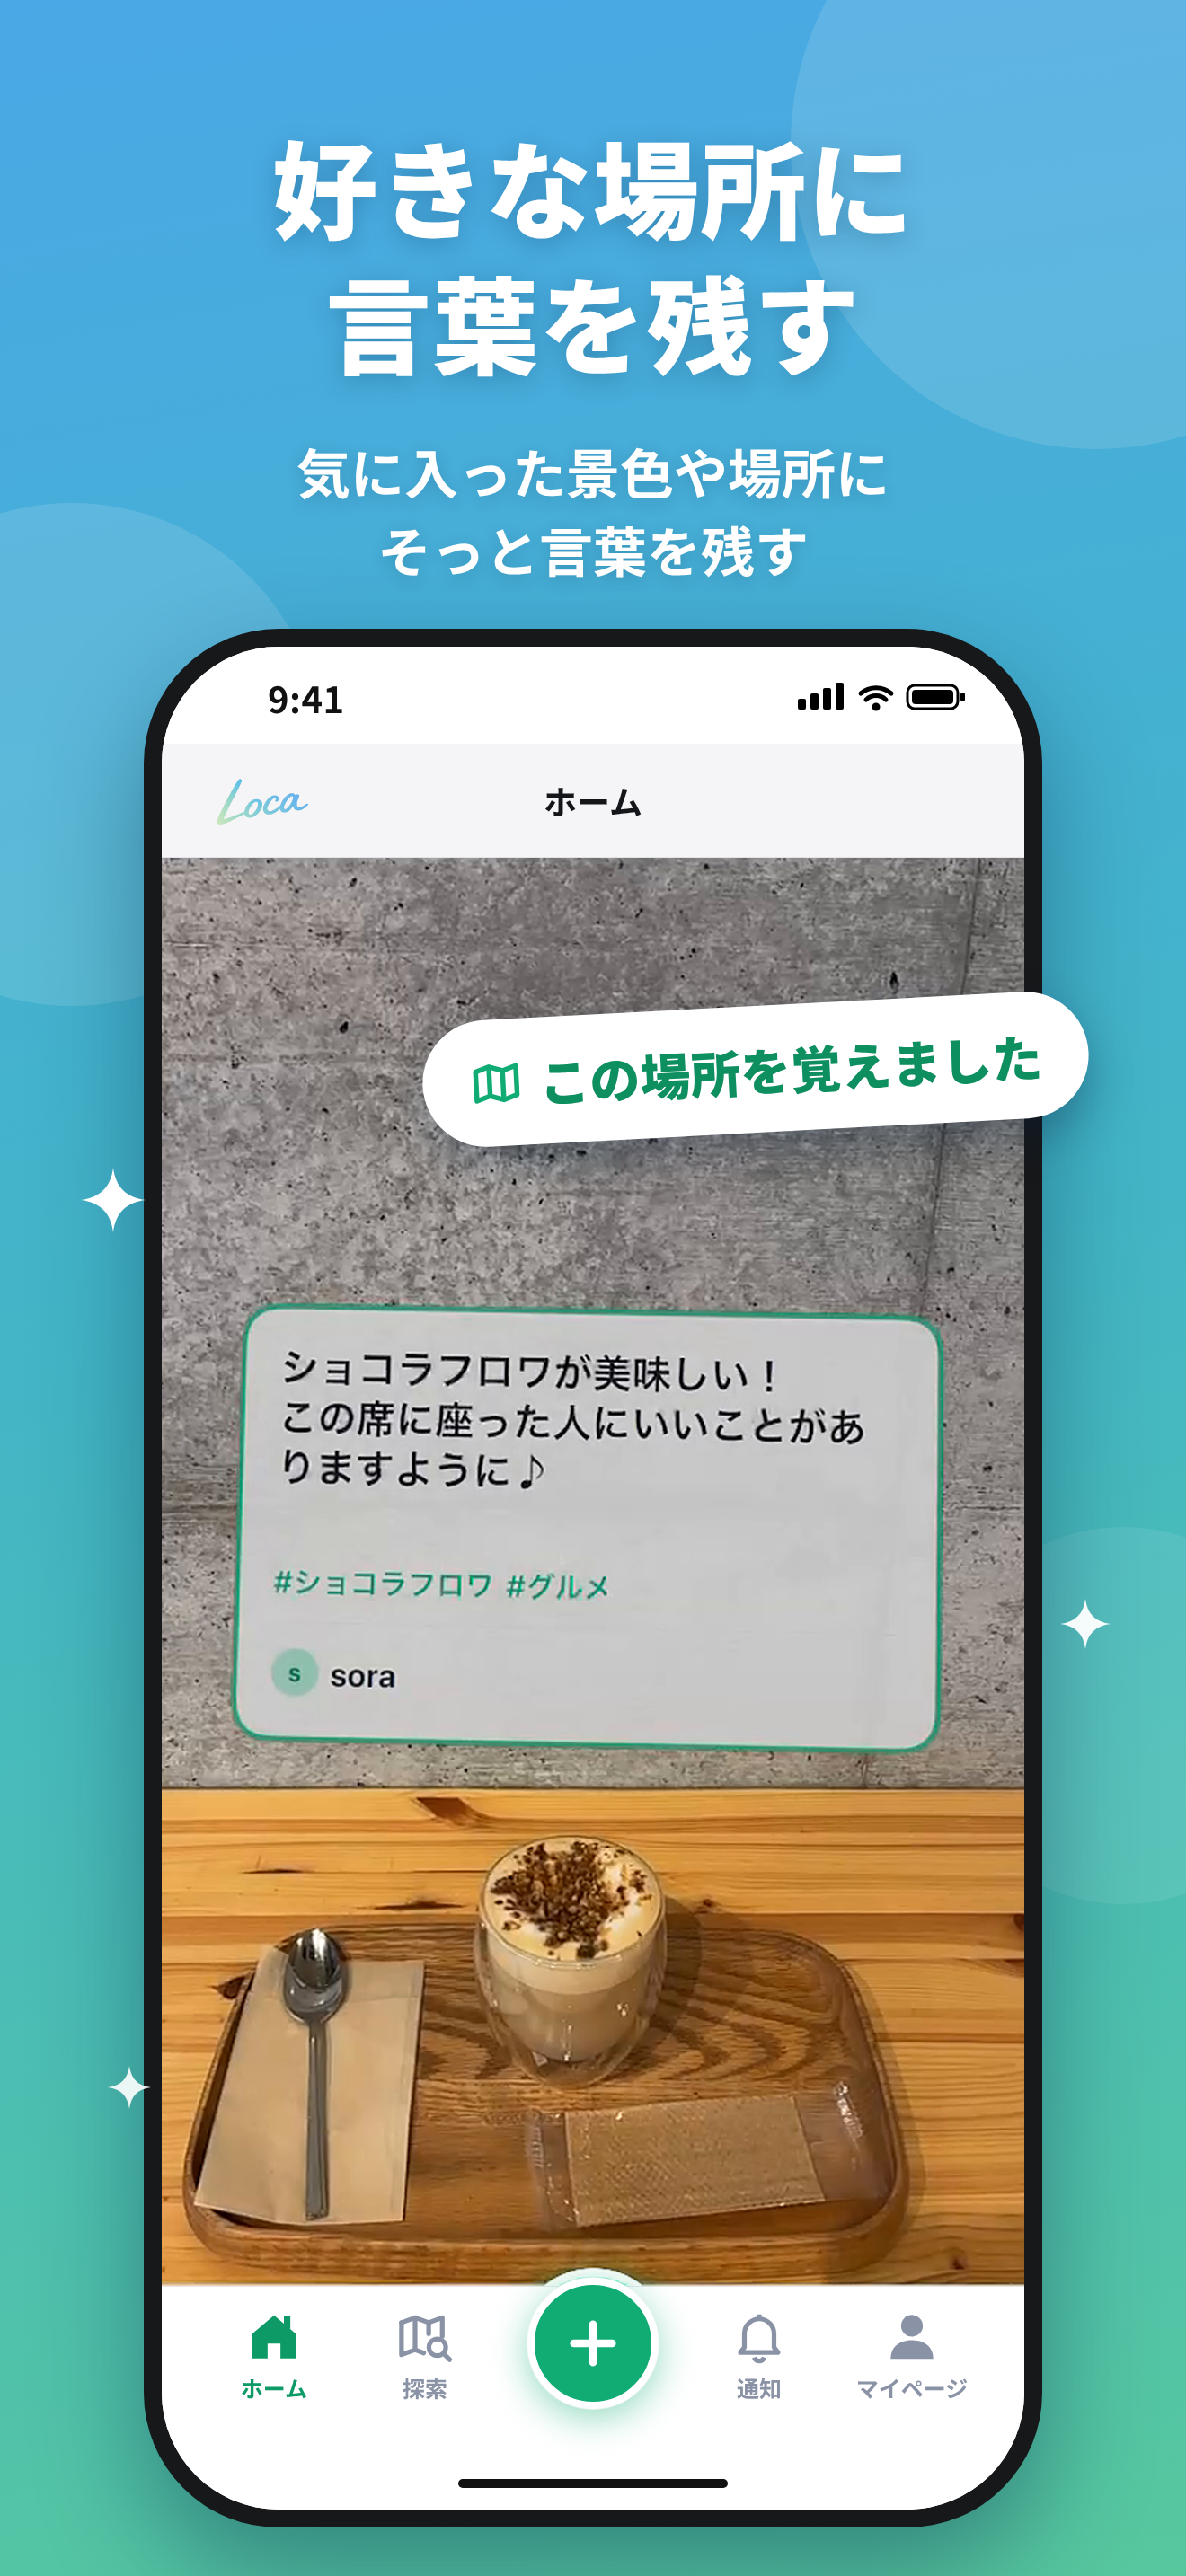 好きな場所に
言葉を残す
気に入った景色や場所に
そっと言葉を残す
9:41
Loca
ホーム
この場所を覚えました
ショコラフロワが美味しい！
この席に座った人にいいことがあ
りますように♪
#ショコラフロワ #グルメ
s sora
ホーム 探索 通知 マイページ